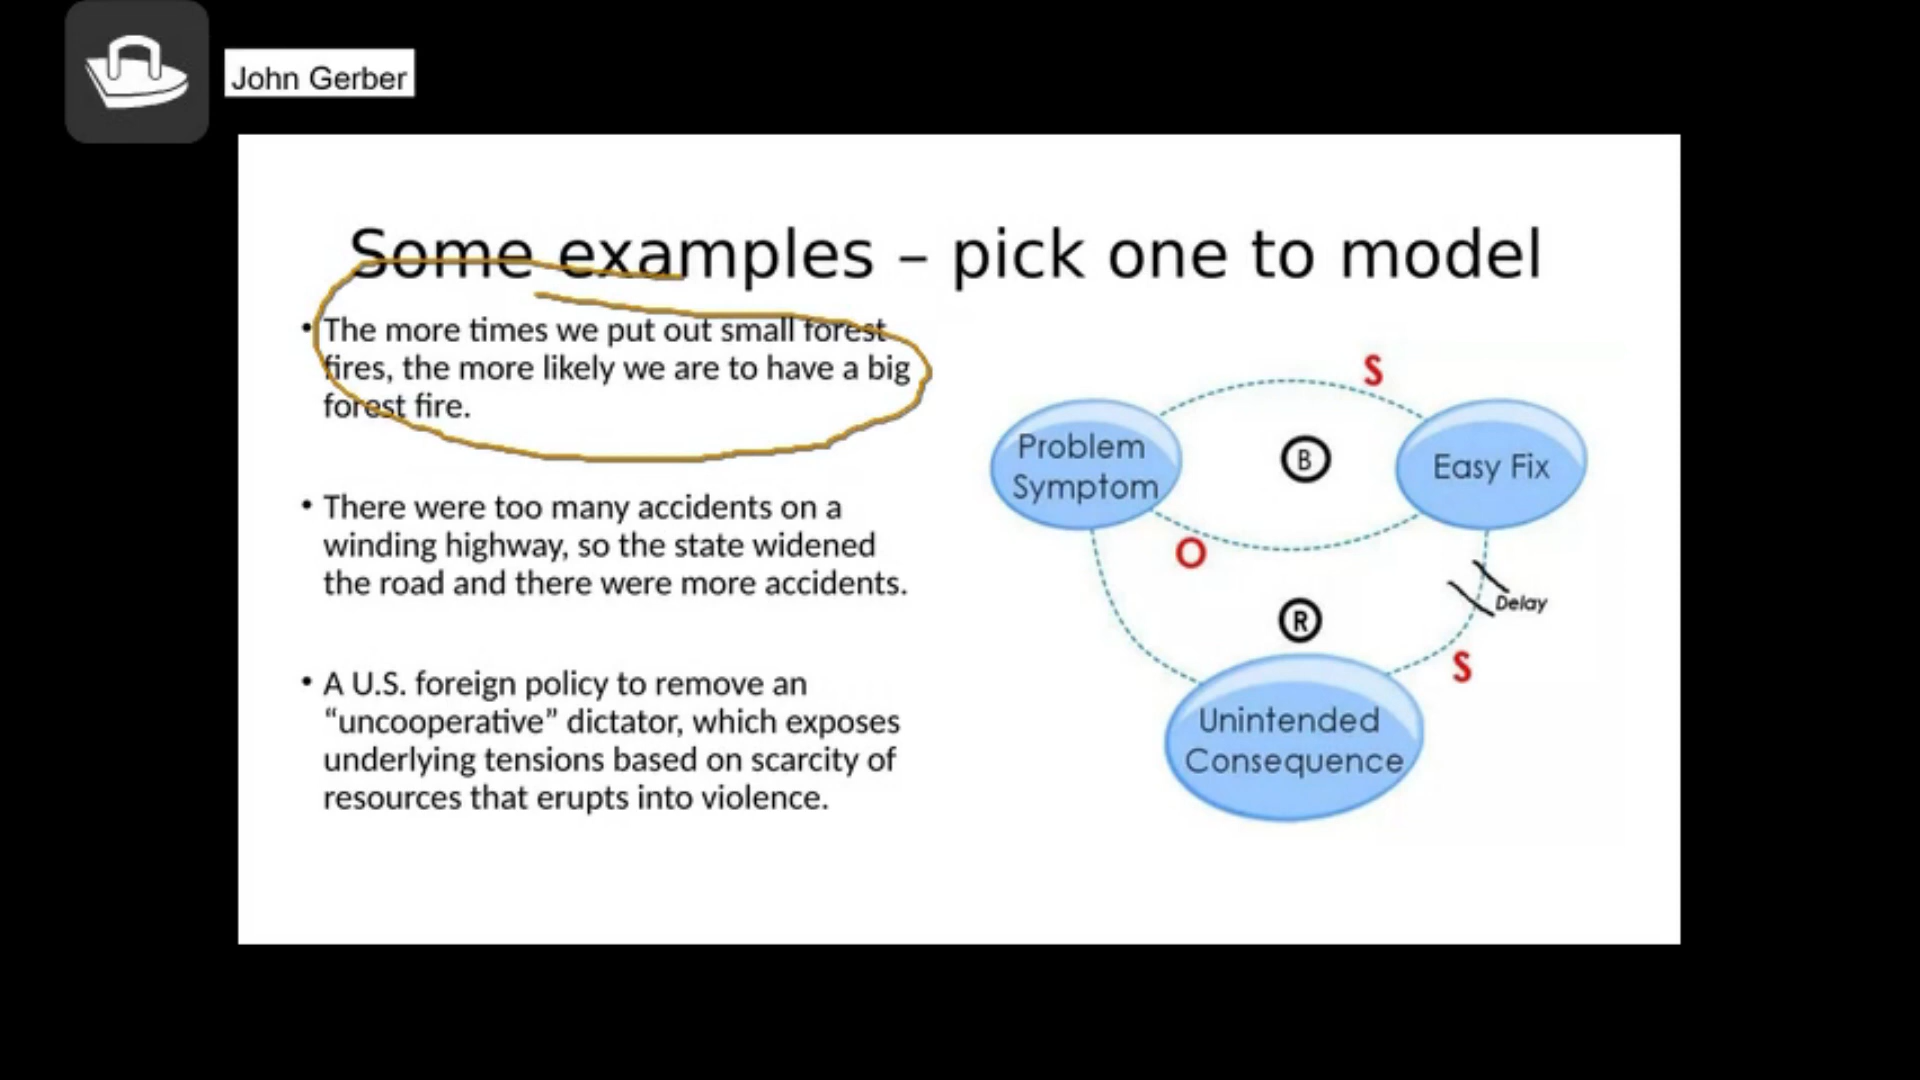 John Gerber
Some examples – pick one to model
• The more times we put out small forest
fires, the more likely we are to have a big
forest fire.
• There were too many accidents on a
winding highway, so the state widened
the road and there were more accidents.
• A U.S. foreign policy to remove an
“uncooperative” dictator, which exposes
underlying tensions based on scarcity of
resources that erupts into violence.
S
Problem
Symptom
B
Easy Fix
O
Delay
R
S
Unintended
Consequence